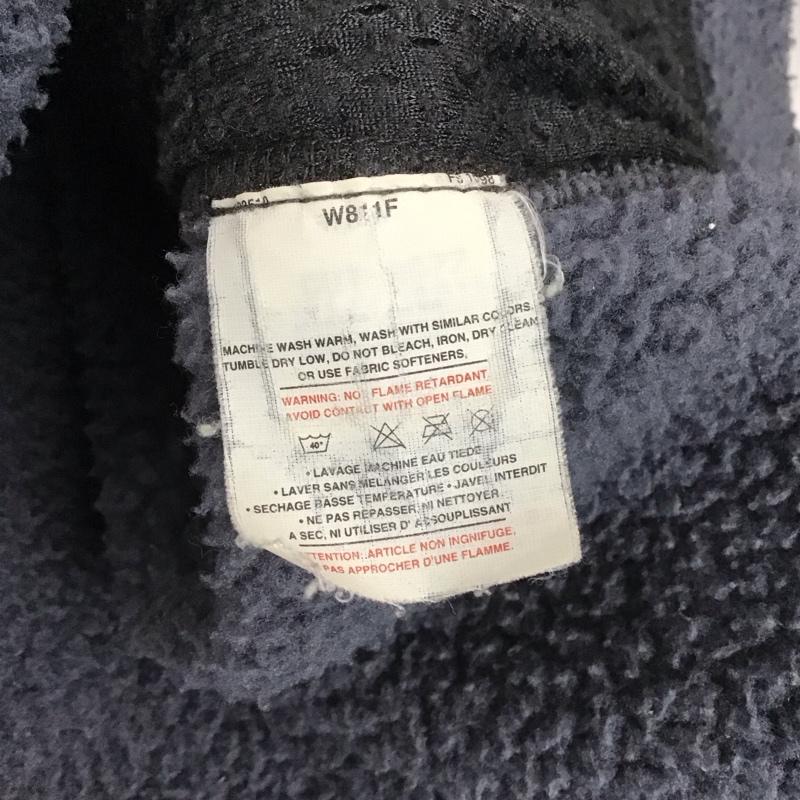 W811F
MACHINE WASH WARM, WASH WITH SIMILAR COLORS,
TUMBLE DRY LOW, DO NOT BLEACH, IRON, DRY CLEAN
OR USE FABRIC SOFTENERS.
WARNING: NOT FLAME RETARDANT
AVOID CONTACT WITH OPEN FLAME
40°
• LAVAGE MACHINE EAU TIEDE
• LAVER SANS MELANGER LES COULEURS
• SECHAGE BASSE TEMPERATURE • JAVEL INTERDIT
• NE PAS REPASSER, NI NETTOYER
A SEC, NI UTILISER D'ASSOUPLISSANT
TENTION: ARTICLE NON INGNIFUGE,
PAS APPROCHER D'UNE FLAMME.